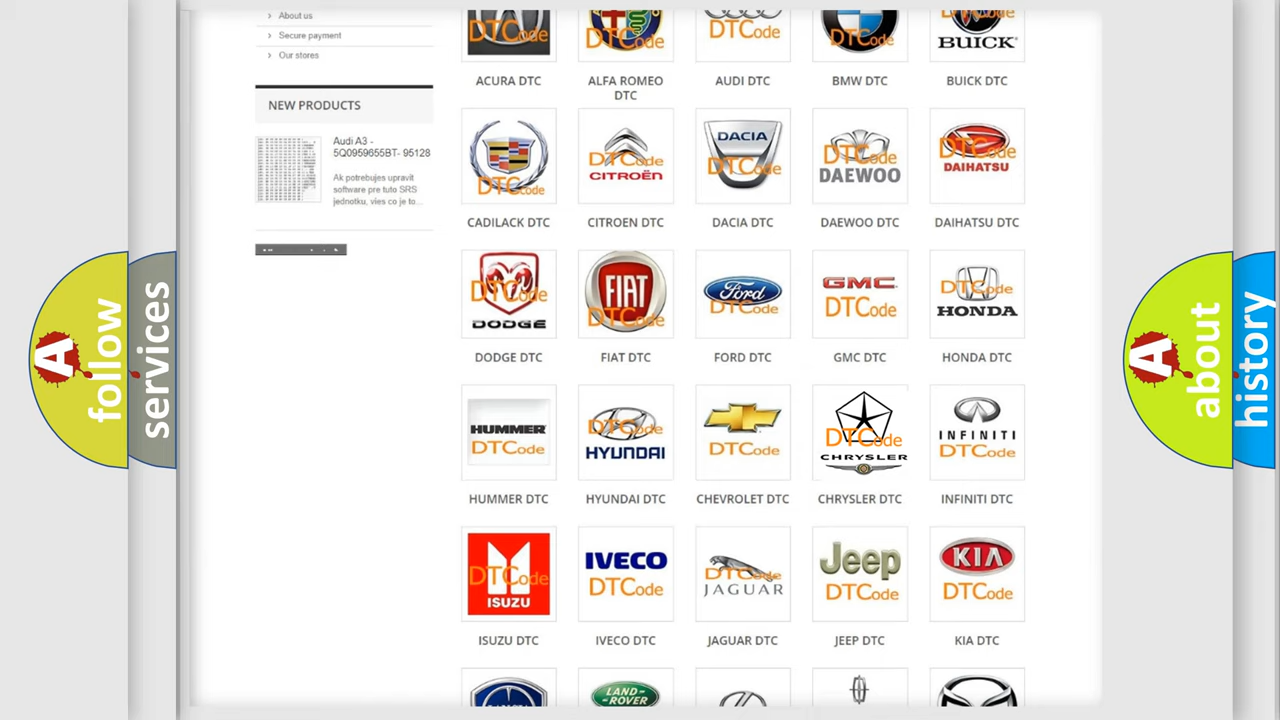 About us
Secure payment
Our stores
NEW PRODUCTS
Audi A3 -
5Q0959655BT- 95128
Ak potrebujes upravit
software pre tuto SRS
jednotku, vies co je to...
DTCode
DTCode
DTCode
DTCode
BUICK
ACURA DTC
ALFA ROMEO
DTC
AUDI DTC
BMW DTC
BUICK DTC
DTCode
DTCode
CITROËN
DACIA
DTCode
DTCode
DAEWOO
DTCode
DAIHATSU
CADILACK DTC
CITROEN DTC
DACIA DTC
DAEWOO DTC
DAIHATSU DTC
DTCode
DODGE
FIAT
DTCode
Ford
DTCode
GMC
DTCode
DTCode
HONDA
DODGE DTC
FIAT DTC
FORD DTC
GMC DTC
HONDA DTC
HUMMER
DTCode
DTCode
HYUNDAI
DTCode
DTCode
CHRYSLER
INFINITI
DTCode
HUMMER DTC
HYUNDAI DTC
CHEVROLET DTC
CHRYSLER DTC
INFINITI DTC
DTCode
ISUZU
IVECO
DTCode
DTCode
JAGUAR
Jeep
DTCode
KIA
DTCode
ISUZU DTC
IVECO DTC
JAGUAR DTC
JEEP DTC
KIA DTC
LAND-
ROVER
A
follow
services
A
about
history